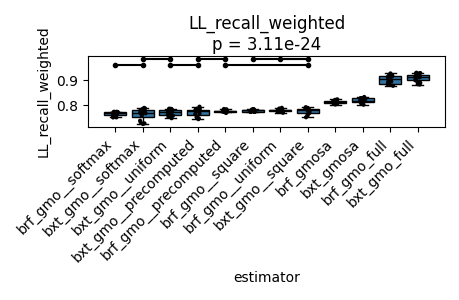 LL_recall_weighted
p = 3.11e-24
LL_recall_weighted
0.9
0.8
brf_gmo__softmax
bxt_gmo__softmax
bxt_gmo__uniform
bxt_gmo__precomputed
brf_gmo__precomputed
brf_gmo__square
brf_gmo__uniform
bxt_gmo__square
brf_gmosa
bxt_gmosa
brf_gmo_full
bxt_gmo_full
estimator